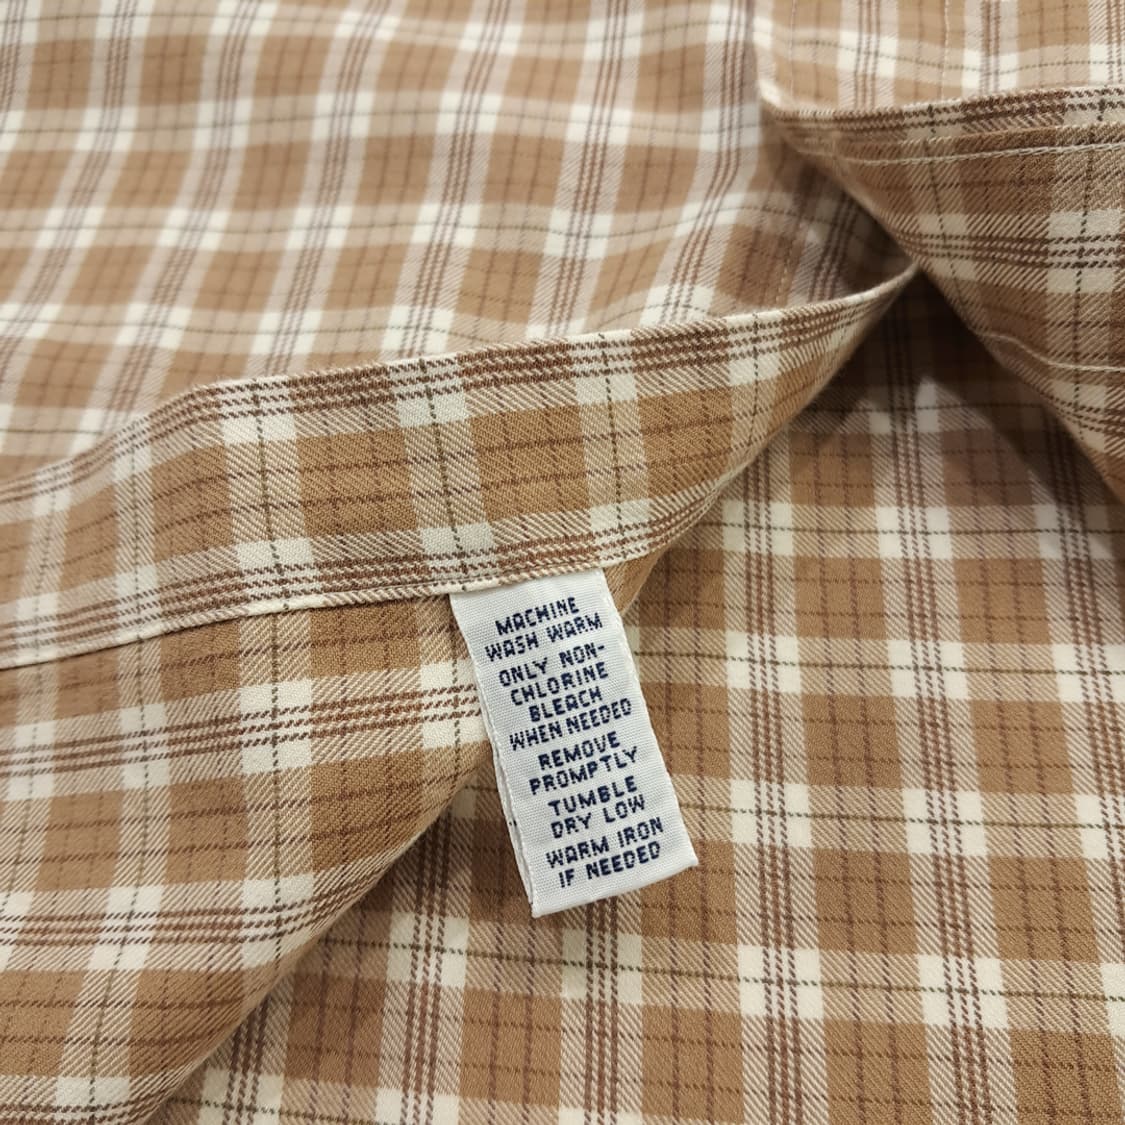 MACHINE
WASH WARM
ONLY NON-
CHLORINE
BLEACH
WHEN NEEDED
REMOVE
PROMPTLY
TUMBLE
DRY LOW
WARM IRON
IF NEEDED